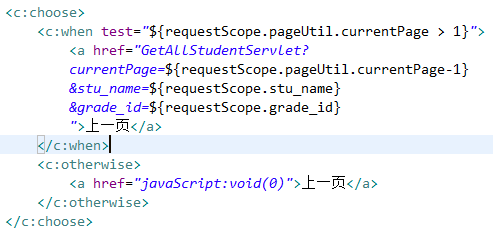 <c:choose>
<c:when test="${requestScope.pageUtil.currentPage > 1}">
<a href="GetAllStudentServlet?
currentPage=${requestScope.pageUtil.currentPage-1}
&stu_name=${requestScope.stu_name}
&grade_id=${requestScope.grade_id}
">上一页</a>
</c:when>
<c:otherwise>
<a href="javaScript:void(0)">上一页</a>
</c:otherwise>
</c:choose>